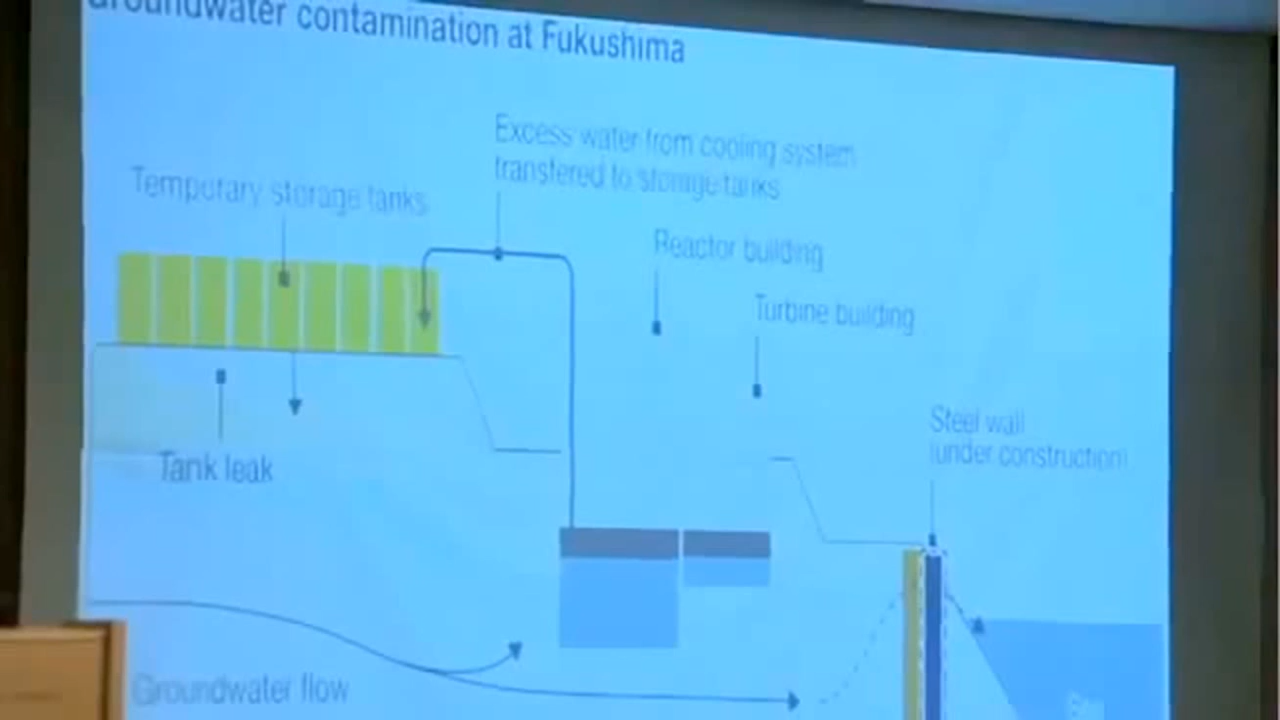 Groundwater contamination at Fukushima
Excess water from cooling system
transfered to storage tanks
Temporary storage tanks
Reactor building
Turbine building
Steel wall
(under construction)
Tank leak
Groundwater flow